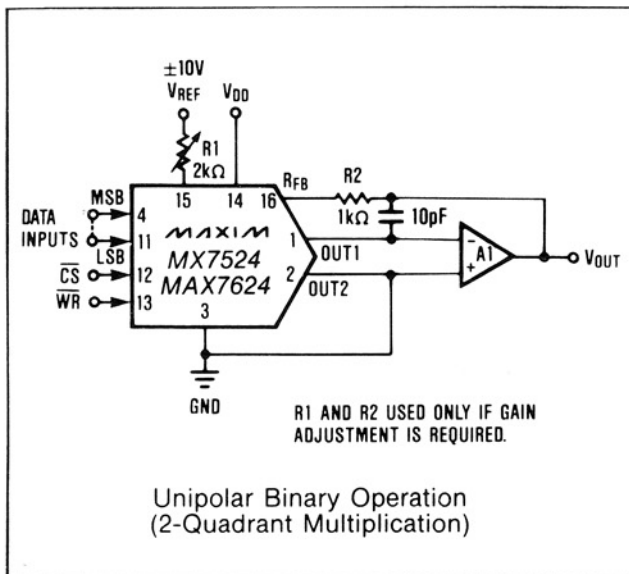 ±10V
VREF
VDD
R1
2kΩ
R2
1kΩ
10pF
RFB
15
14
16
MSB
4
DATA
INPUTS
11
LSB
CS
12
WR
13
MAXIM
MX7524
MAX7624
1
OUT1
2
OUT2
3
-
+
A1
VOUT
GND
R1 AND R2 USED ONLY IF GAIN
ADJUSTMENT IS REQUIRED.
Unipolar Binary Operation
(2-Quadrant Multiplication)